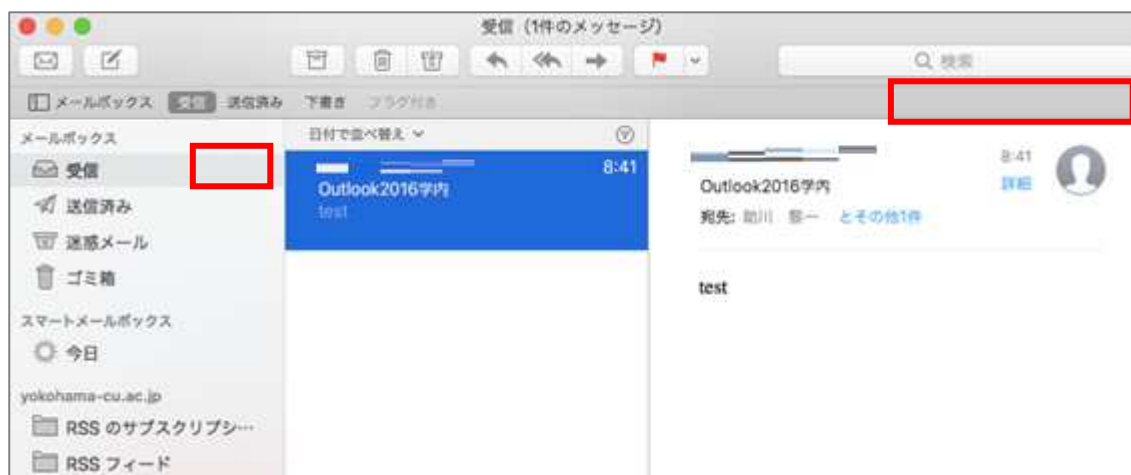 受信 (1件のメッセージ)
検索
メールボックス 受信 送信済み 下書き フラグ付き
メールボックス
受信
送信済み
迷惑メール
ゴミ箱
スマートメールボックス
今日
yokohama-cu.ac.jp
RSS のサブスクリプシ…
RSS フィード
日付で並べ替え
8:41
Outlook2016学内
test
8:41
Outlook2016学内
詳細
宛先: 助川 とその他1件
test